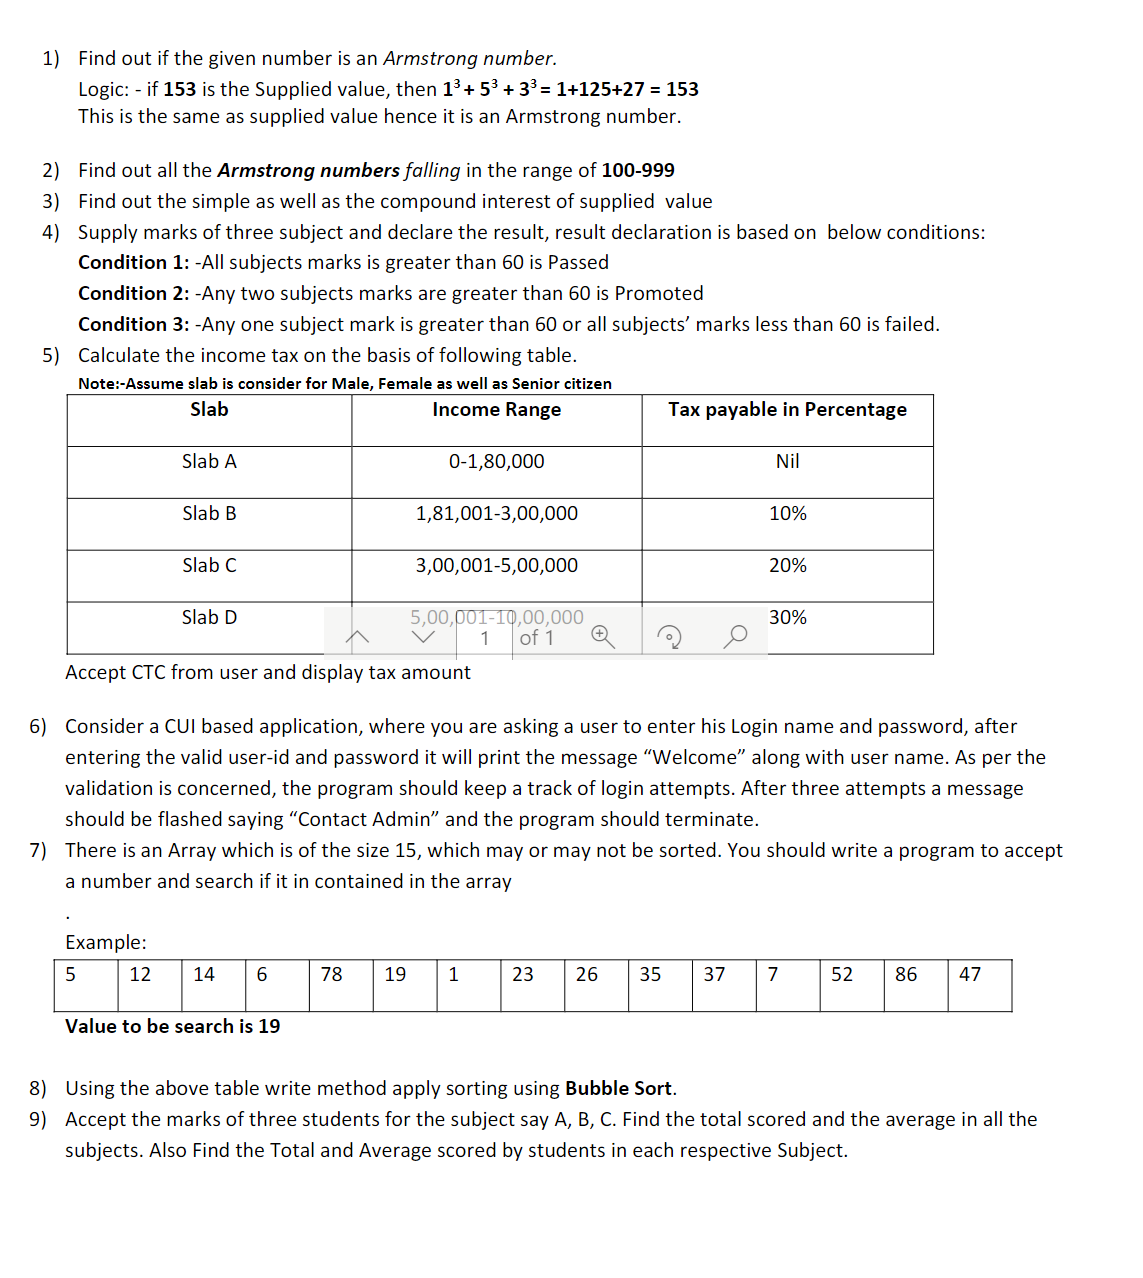 1) Find out if the given number is an Armstrong number.
Logic: - if 153 is the Supplied value, then 1³+ 5³ + 3³= 1+125+27 = 153
This is the same as supplied value hence it is an Armstrong number.
2) Find out all the Armstrong numbers falling in the range of 100-999
3) Find out the simple as well as the compound interest of supplied value
4) Supply marks of three subject and declare the result, result declaration is based on below conditions:
Condition 1: -All subjects marks is greater than 60 is Passed
Condition 2: -Any two subjects marks are greater than 60 is Promoted
Condition 3: -Any one subject mark is greater than 60 or all subjects’ marks less than 60 is failed.
5) Calculate the income tax on the basis of following table.
Note:-Assume slab is consider for Male, Female as well as Senior citizen
Slab Income Range Tax payable in Percentage
Slab A 0-1,80,000 Nil
Slab B 1,81,001-3,00,000 10%
Slab C 3,00,001-5,00,000 20%
Slab D 5,00,001-10,00,000 30%
1 of 1
Accept CTC from user and display tax amount
6) Consider a CUI based application, where you are asking a user to enter his Login name and password, after
entering the valid user-id and password it will print the message “Welcome” along with user name. As per the
validation is concerned, the program should keep a track of login attempts. After three attempts a message
should be flashed saying “Contact Admin” and the program should terminate.
7) There is an Array which is of the size 15, which may or may not be sorted. You should write a program to accept
a number and search if it in contained in the array
.
Example:
5 12 14 6 78 19 1 23 26 35 37 7 52 86 47
Value to be search is 19
8) Using the above table write method apply sorting using Bubble Sort.
9) Accept the marks of three students for the subject say A, B, C. Find the total scored and the average in all the
subjects. Also Find the Total and Average scored by students in each respective Subject.